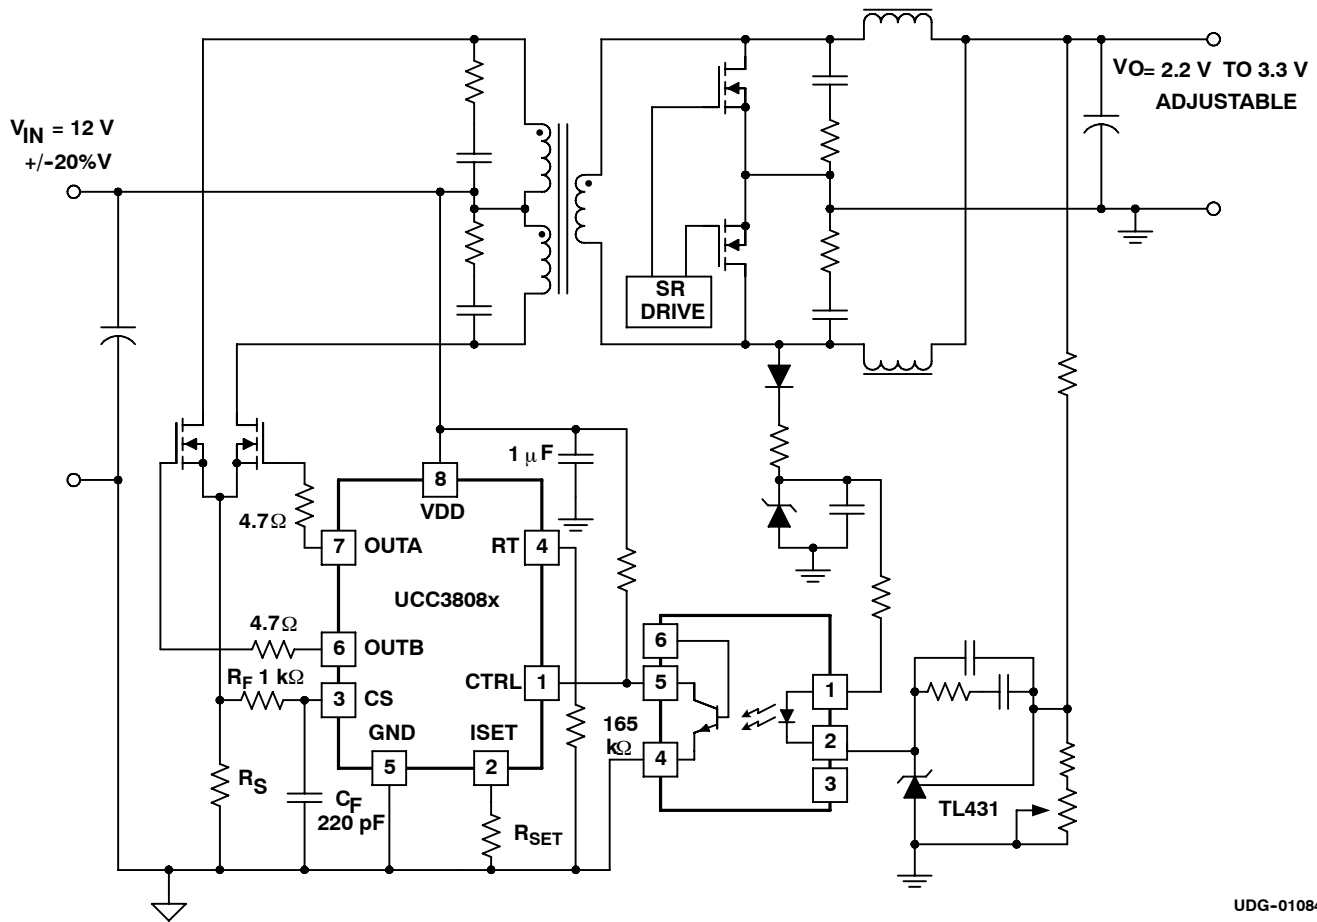 VO= 2.2 V TO 3.3 V
ADJUSTABLE
VIN = 12 V
+/-20%V
SR
DRIVE
1 μF
8
VDD
4.7Ω
7
OUTA
RT
4
UCC3808x
4.7Ω
6
OUTB
6
RF 1 kΩ
3
CS
CTRL
1
5
1
GND
ISET
165
kΩ
4
2
5
2
3
RS
CF
220 pF
RSET
TL431
UDG-01084